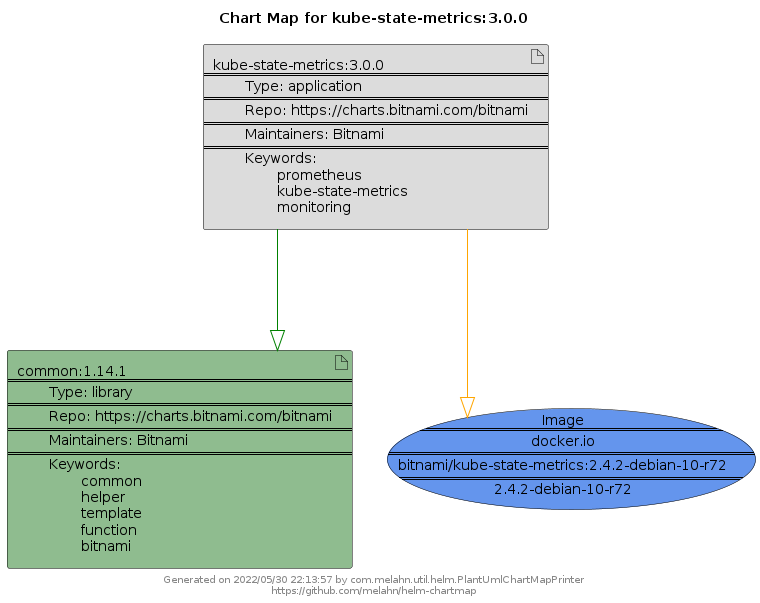 Chart Map for kube-state-metrics:3.0.0
kube-state-metrics:3.0.0
Type: application
Repo: https://charts.bitnami.com/bitnami
Maintainers: Bitnami
Keywords:
prometheus
kube-state-metrics
monitoring
common:1.14.1
Type: library
Repo: https://charts.bitnami.com/bitnami
Maintainers: Bitnami
Keywords:
common
helper
template
function
bitnami
Image
docker.io
bitnami/kube-state-metrics:2.4.2-debian-10-r72
2.4.2-debian-10-r72
Generated on 2022/05/30 22:13:57 by com.melahn.util.helm.PlantUmlChartMapPrinter
https://github.com/melahn/helm-chartmap